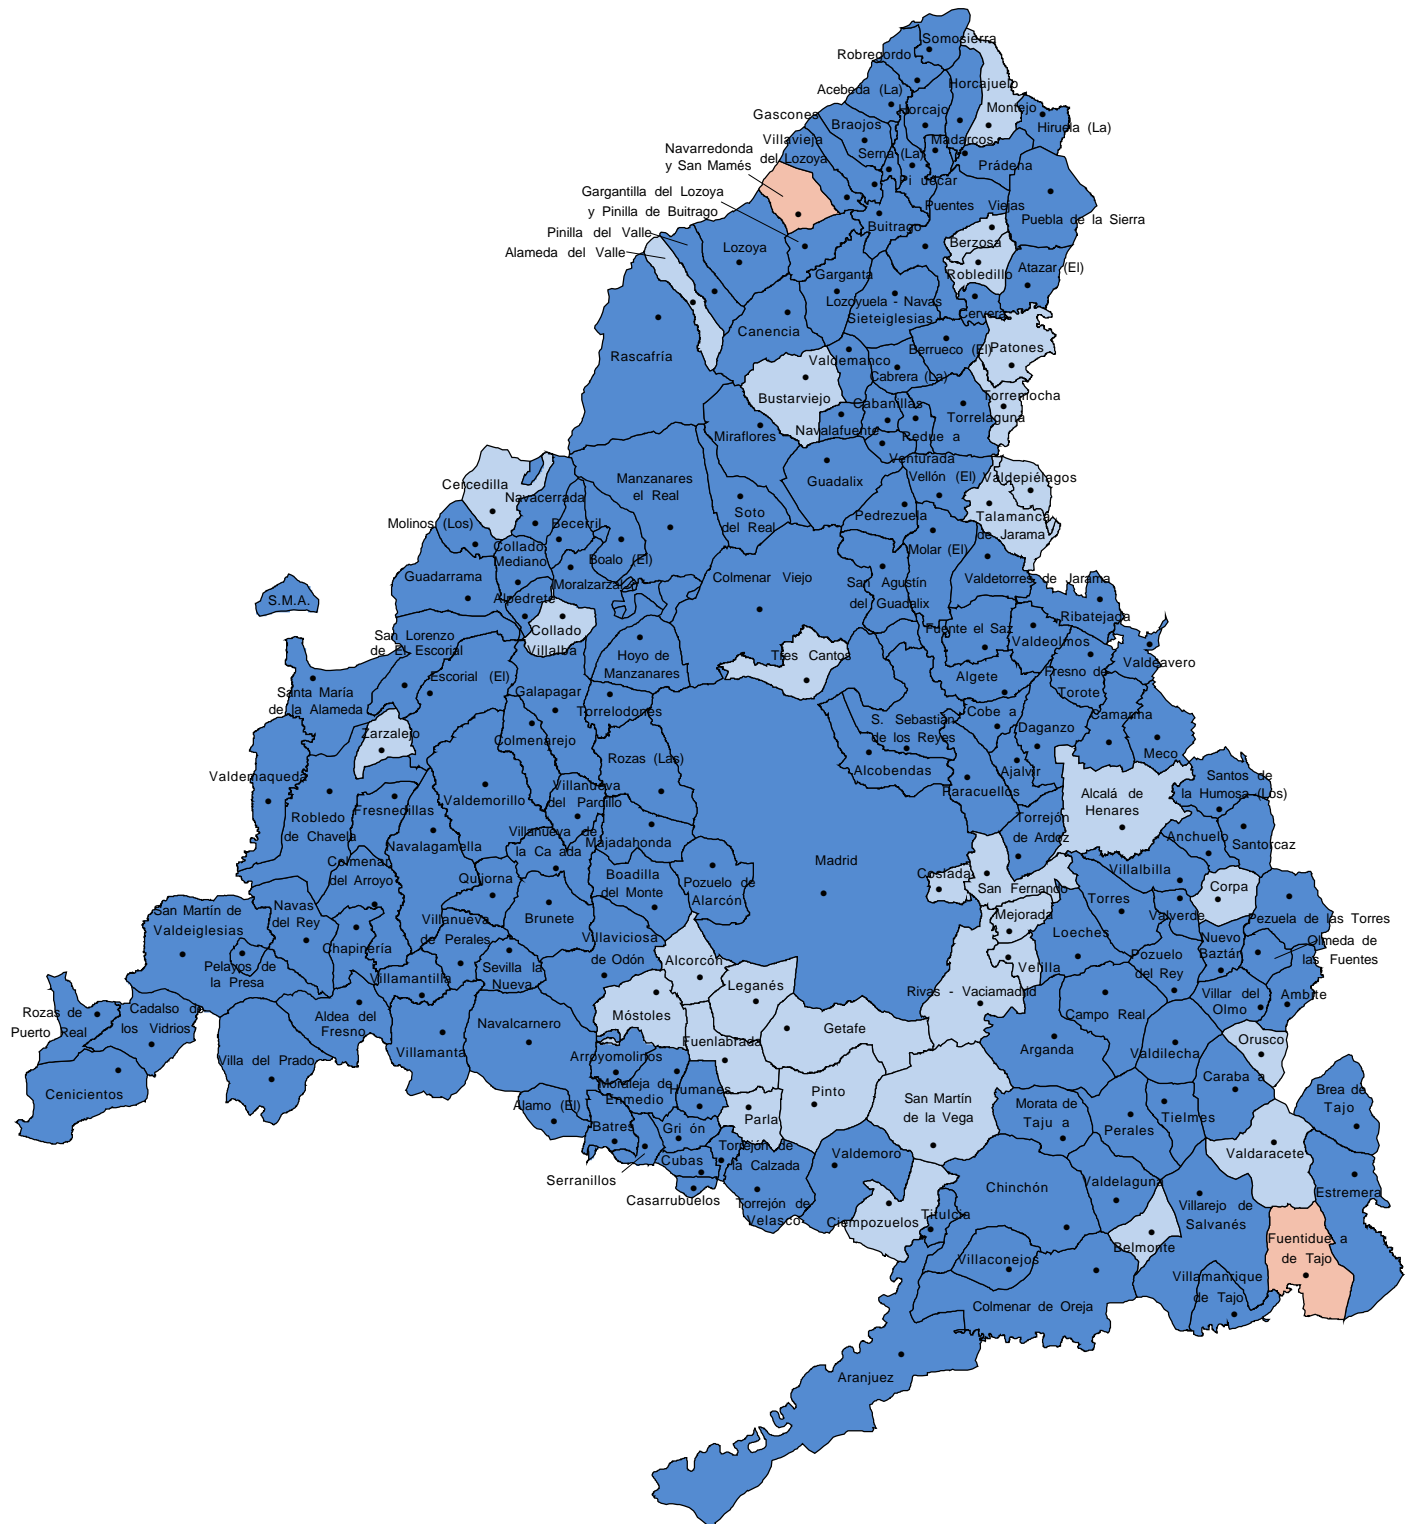 Somosierra
Robregordo
Acebeda (La)
Horcajuelo
Horcajo
Montejo
Hiruela (La)
Gascones
Braojos
Villavieja
del Lozoya
Serna (La)
Madarcos
Prádena
Navarredonda
y San Mamés
Pi uécar
Gargantilla del Lozoya
y Pinilla de Buitrago
Puentes Viejas
Puebla de la Sierra
Buitrago
Pinilla del Valle
Alameda del Valle
Lozoya
Berzosa
Robledillo
Atazar (El)
Garganta
Lozoyuela - Navas
Sieteiglesias
Cervera
Canencia
Rascafría
Valdemanco
Berrueco (El)
Patones
Cabrera (La)
Bustarviejo
Cabanillas
Torremocha
Torrelaguna
Miraflores
Navalafuente
Redue a
Venturada
Cercedilla
Navacerrada
Manzanares
el Real
Guadalix
Vellón (El)
Valdepiélagos
Molinos (Los)
Becerril
Soto
del Real
Pedrezuela
Talamanca
de Jarama
Collado
Mediano
Boalo (El)
Molar (El)
Guadarrama
Moralzarzal
Colmenar Viejo
San Agustín
del Guadalix
Valdetorres de Jarama
S.M.A.
Alpedrete
Ribatejaga
Collado
Villalba
San Lorenzo
de El Escorial
Fuente el Saz
Valdeolmos
Hoyo de
Manzanares
Tres Cantos
Valdeavero
Santa María
de la Alameda
Escorial (El)
Galapagar
Algete
Fresno de
Torote
Torrelodones
Zarzalejo
Colmenarejo
S. Sebastián
de los Reyes
Cobe a
Daganzo
Camarma
Meco
Valdemaqueda
Rozas (Las)
Alcobendas
Ajalvir
Paracuellos
Santos de
la Humosa (Los)
Robledo
de Chavela
Fresnedillas
Valdemorillo
Villanueva
del Pardillo
Alcalá de
Henares
Navalagamella
Villanueva de
la Ca ada
Majadahonda
Torrejón
de Ardoz
Anchuelo
Santorcaz
Colmenar
del Arroyo
Quijorna
Boadilla
del Monte
Pozuelo de
Alarcón
Madrid
Coslada
San Fernando
Villalbilla
Corpa
San Martín de
Valdeiglesias
Navas
del Rey
Villanueva
de Perales
Brunete
Mejorada
Torres
Valverde
Pezuela de las Torres
Chapinería
Villaviciosa
de Odón
Loeches
Nuevo
Baztán
Olmeda de
las Fuentes
Pelayos de
la Presa
Villamantilla
Sevilla la
Nueva
Alcorcón
Velilla
Pozuelo
del Rey
Rozas de
Puerto Real
Cadalso de
los Vidrios
Aldea del
Fresno
Navalcarnero
Móstoles
Leganés
Rivas - Vaciamadrid
Villar del
Olmo
Ambite
Campo Real
Villa del Prado
Villamanta
Fuenlabrada
Getafe
Arganda
Valdilecha
Orusco
Cenicientos
Arroyomolinos
Moraleja de
Enmedio
Humanes
Pinto
San Martín
de la Vega
Caraba a
Brea de
Tajo
Alamo (El)
Parla
Morata de
Taju a
Tielmes
Perales
Batres
Gri ón
Cubas
Torrejón de
la Calzada
Valdemoro
Valdaracete
Serranillos
Casarrubuelos
Torrejón de
Velasco
Ciempozuelos
Titulcia
Chinchón
Valdelaguna
Villarejo de
Salvanés
Estremera
Belmonte
Fuentidue a
de Tajo
Villaconejos
Villamanrique
de Tajo
Colmenar de Oreja
Aranjuez